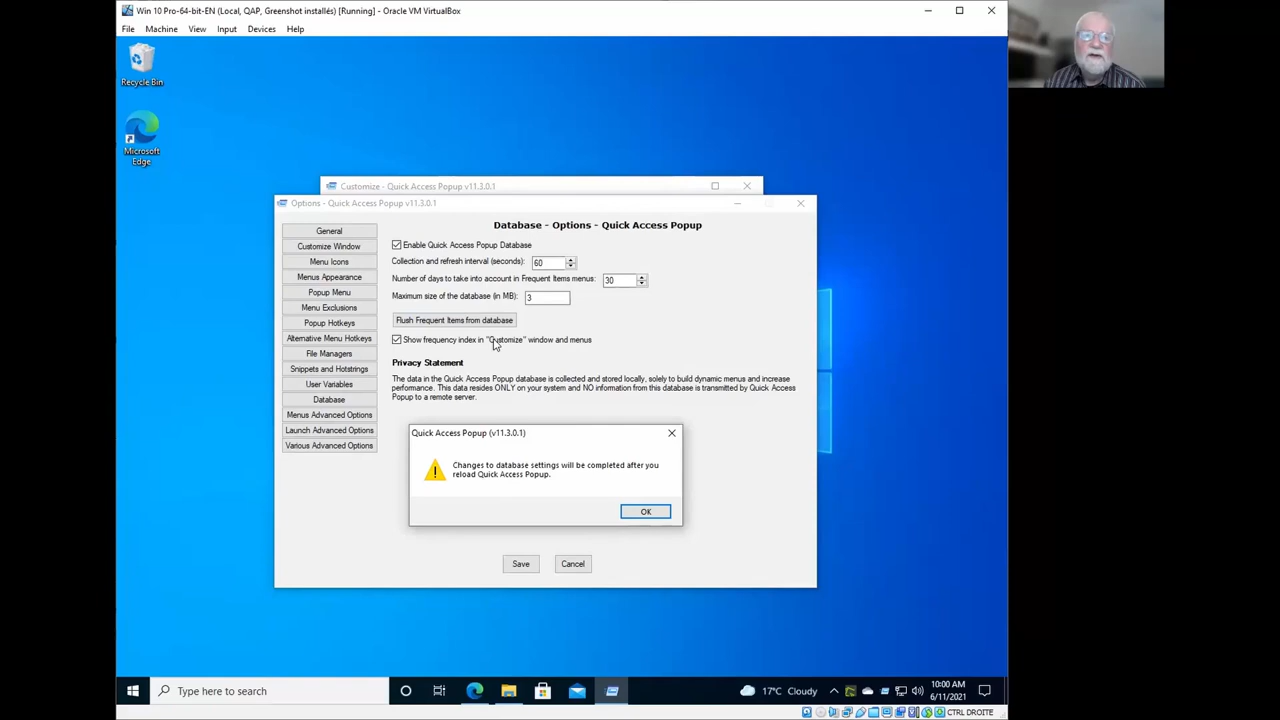 Win 10 Pro-64-bit-EN (Local, QAP, Greenshot installés) [Running] - Oracle VM VirtualBox
File Machine View Input Devices Help
Recycle Bin
Microsoft
Edge
Customize - Quick Access Popup v11.3.0.1
Options - Quick Access Popup v11.3.0.1
Database - Options - Quick Access Popup
General
Customize Window
Menu Icons
Menus Appearance
Popup Menu
Menu Exclusions
Popup Hotkeys
Alternative Menu Hotkeys
File Managers
Snippets and Hotstrings
User Variables
Database
Menus Advanced Options
Launch Advanced Options
Various Advanced Options
Enable Quick Access Popup Database
Collection and refresh interval (seconds): 60
Number of days to take into account in Frequent Items menus: 30
Maximum size of the database (in MB): 3
Flush Frequent Items from database
Show frequency index in "Customize" window and menus
Privacy Statement
The data in the Quick Access Popup database is collected and stored locally, solely to build dynamic menus and increase
performance. This data resides ONLY on your system and NO information from this database is transmitted by Quick Access
Popup to a remote server.
Quick Access Popup (v11.3.0.1)
Changes to database settings will be completed after you
reload Quick Access Popup.
OK
Save Cancel
Type here to search
17°C Cloudy
10:00 AM
6/11/2021
CTRL DROITE